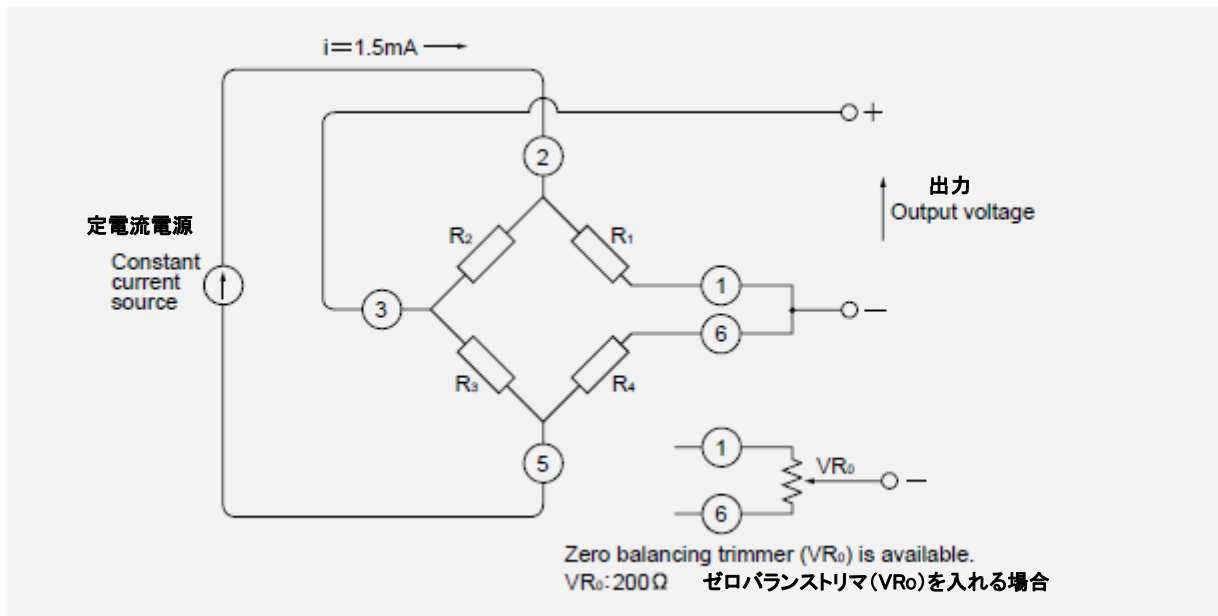 i=1.5mA
+
2
出力
Output voltage
定電流電源
Constant
current
source
R₂
R₁
1
3
−
6
R₃
R₄
5
1
VR₀
−
6
Zero balancing trimmer (VR₀) is available.
VR₀:200Ω ゼロバランストリマ(VRo)を入れる場合